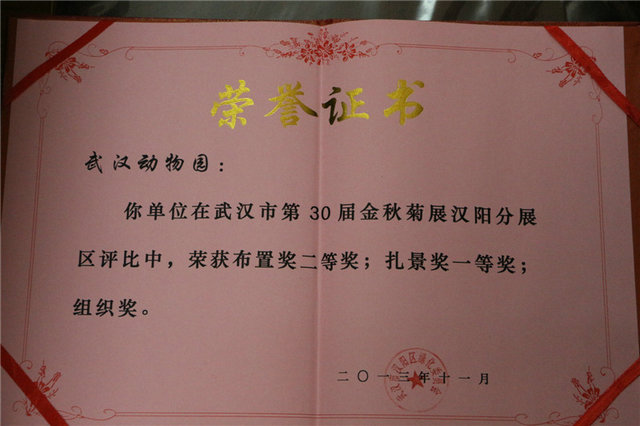 荣誉证书
武汉动物园：
你单位在武汉市第30届金秋菊展汉阳分展
区评比中，荣获布置奖二等奖；扎景奖一等奖；
组织奖。
二〇一三年十一月